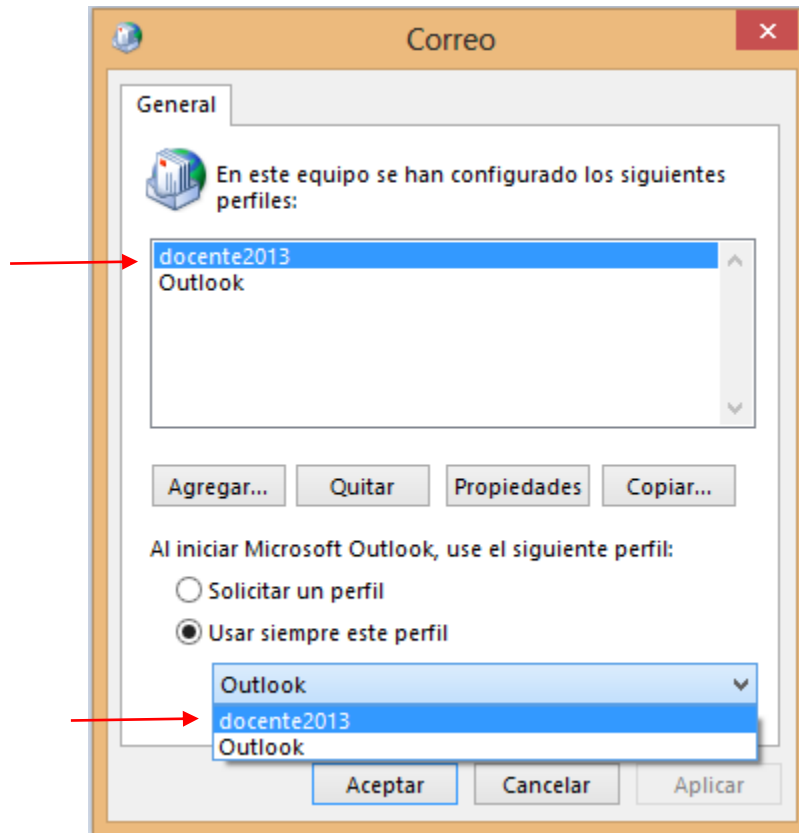 Correo
General
En este equipo se han configurado los siguientes
perfiles:
docente2013
Outlook
Agregar... Quitar Propiedades Copiar...
Al iniciar Microsoft Outlook, use el siguiente perfil:
Solicitar un perfil
Usar siempre este perfil
Outlook
docente2013
Outlook
Aceptar Cancelar Aplicar